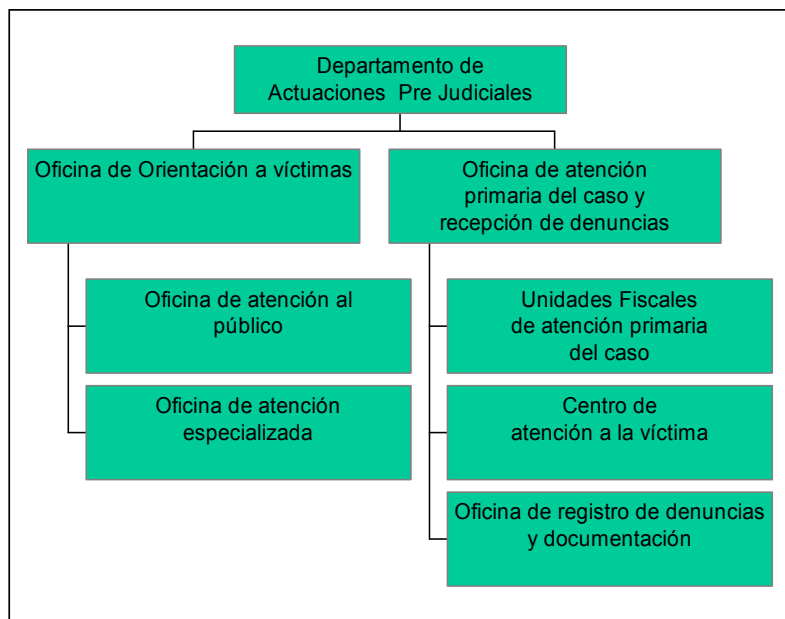 Departamento de
Actuaciones Pre Judiciales
Oficina de Orientación a víctimas
Oficina de atención
primaria del caso y
recepción de denuncias
Oficina de atención al
público
Unidades Fiscales
de atención primaria
del caso
Oficina de atención
especializada
Centro de
atención a la víctima
Oficina de registro de denuncias
y documentación